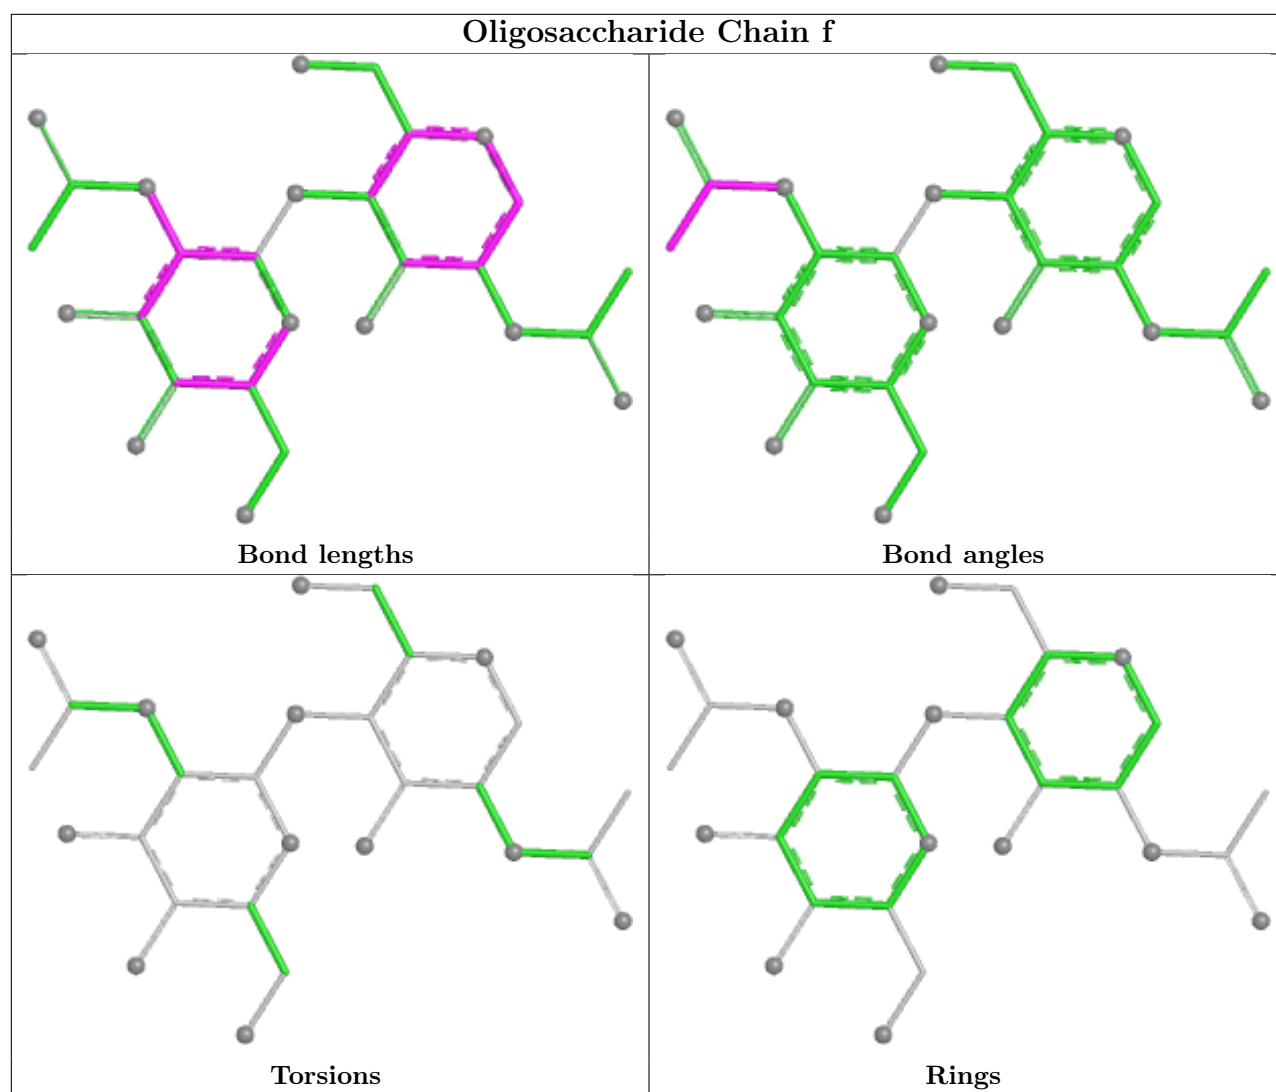 Oligosaccharide Chain f
Bond lengths
Bond angles
Torsions
Rings